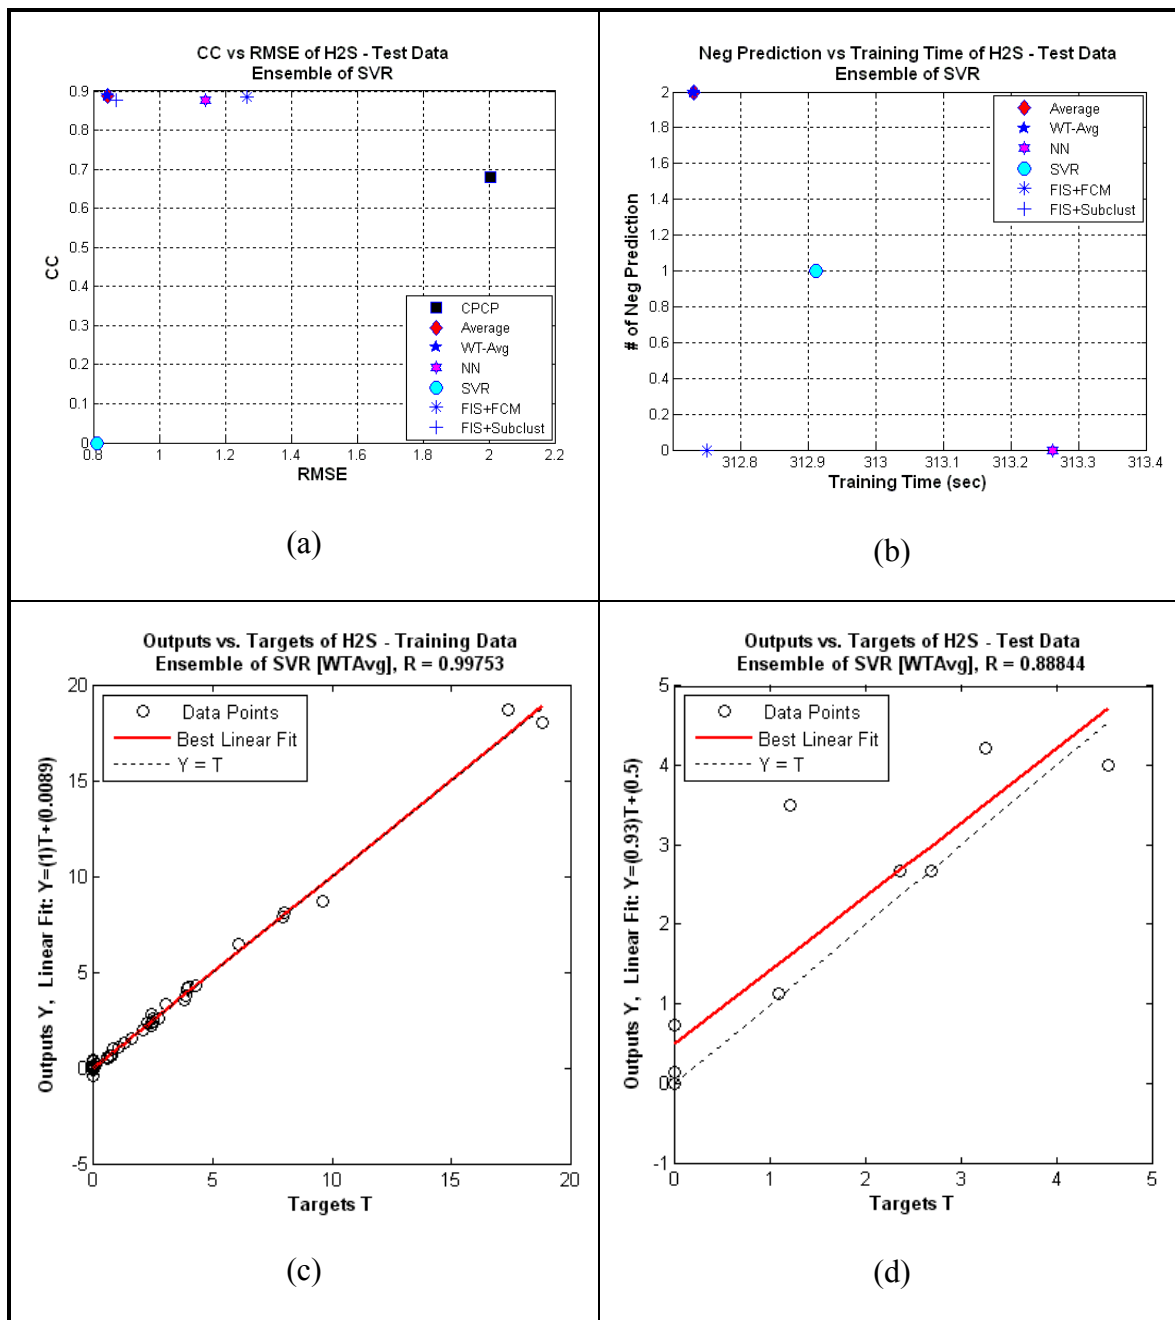 CC vs RMSE of H2S - Test Data
Ensemble of SVR
0.9
0.8
0.7
0.6
0.5
0.4
0.3
0.2
0.1
0
CC
CPCP
Average
WT-Avg
NN
SVR
FIS+FCM
FIS+Subclust
0.8 1 1.2 1.4 1.6 1.8 2 2.2
RMSE
(a)
Neg Prediction vs Training Time of H2S - Test Data
Ensemble of SVR
2
1.8
1.6
1.4
1.2
1
0.8
0.6
0.4
0.2
0
# of Neg Prediction
Average
WT-Avg
NN
SVR
FIS+FCM
FIS+Subclust
312.8 312.9 313 313.1 313.2 313.3 313.4
Training Time (sec)
(b)
Outputs vs. Targets of H2S - Training Data
Ensemble of SVR [WTAvg], R = 0.99753
20
15
10
5
0
-5
Outputs Y, Linear Fit: Y=(1)T+(0.0089)
Data Points
Best Linear Fit
Y = T
0 5 10 15 20
Targets T
(c)
Outputs vs. Targets of H2S - Test Data
Ensemble of SVR [WTAvg], R = 0.88844
5
4
3
2
1
0
-1
Outputs Y, Linear Fit: Y=(0.93)T+(0.5)
Data Points
Best Linear Fit
Y = T
0 1 2 3 4 5
Targets T
(d)